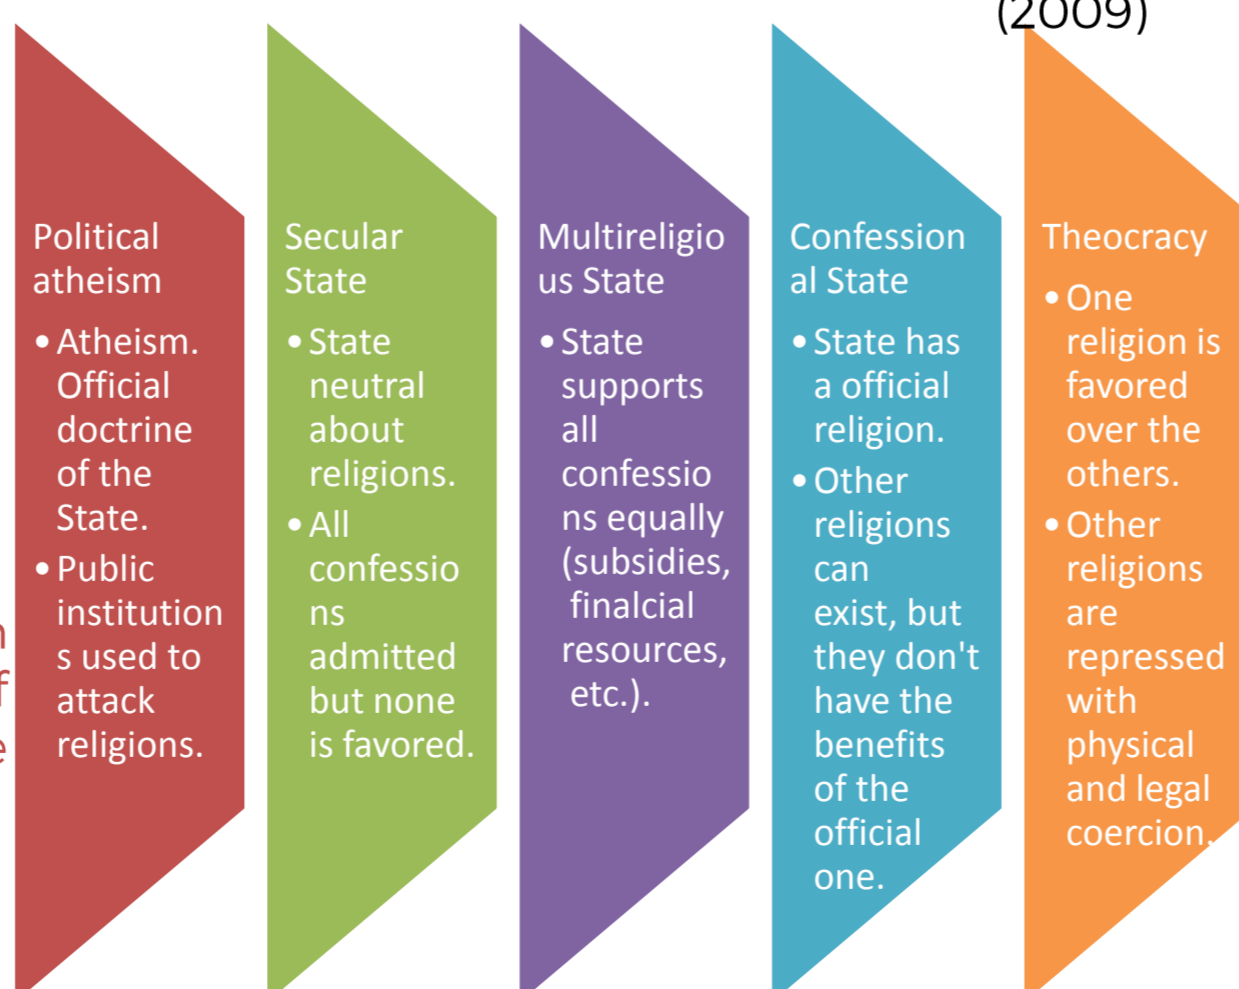 (2009)
Political
atheism
• Atheism.
Official
doctrine
of the
State.
• Public
institution
s used to
attack
religions.
Secular
State
• State
neutral
about
religions.
• All
confessio
ns
admitted
but none
is favored.
Multireligio
us State
• State
supports
all
confessio
ns equally
(subsidies,
finalcial
resources,
etc.).
Confession
al State
• State has
a official
religion.
• Other
religions
can
exist, but
they don't
have the
benefits
of the
official
one.
Theocracy
• One
religion is
favored
over the
others.
• Other
religions
are
repressed
with
physical
and legal
coercion.